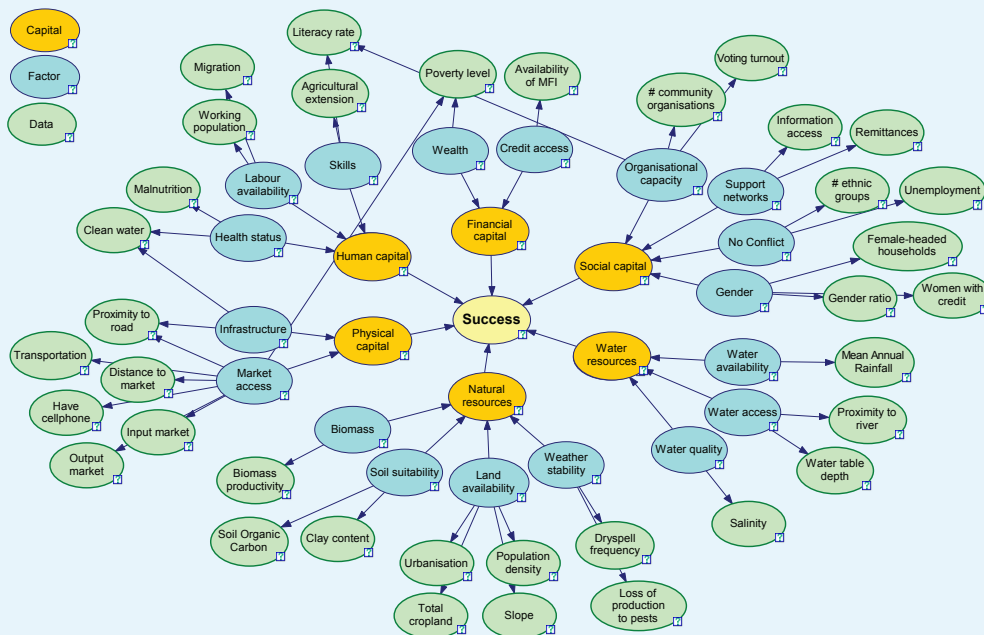 Capital
Factor
Data
Literacy rate
Migration
Agricultural
extension
Poverty level
Availability
of MFI
Voting turnout
# community
organisations
Information
access
Remittances
Working
population
Labour
availability
Skills
Wealth
Credit access
Organisational
capacity
Support
networks
# ethnic
groups
Unemployment
Malnutrition
Clean water
Health status
Human capital
Financial
capital
Social capital
No Conflict
Female-headed
households
Gender
Gender ratio
Women with
credit
Success
Proximity to
road
Infrastructure
Physical
capital
Water
resources
Water
availability
Mean Annual
Rainfall
Transportation
Distance to
market
Market
access
Have
cellphone
Input market
Output
market
Natural
resources
Water access
Proximity to
river
Biomass
Water quality
Water table
depth
Biomass
productivity
Soil suitability
Land
availability
Weather
stability
Salinity
Soil Organic
Carbon
Clay content
Urbanisation
Population
density
Dryspell
frequency
Total
cropland
Slope
Loss of
production
to pests